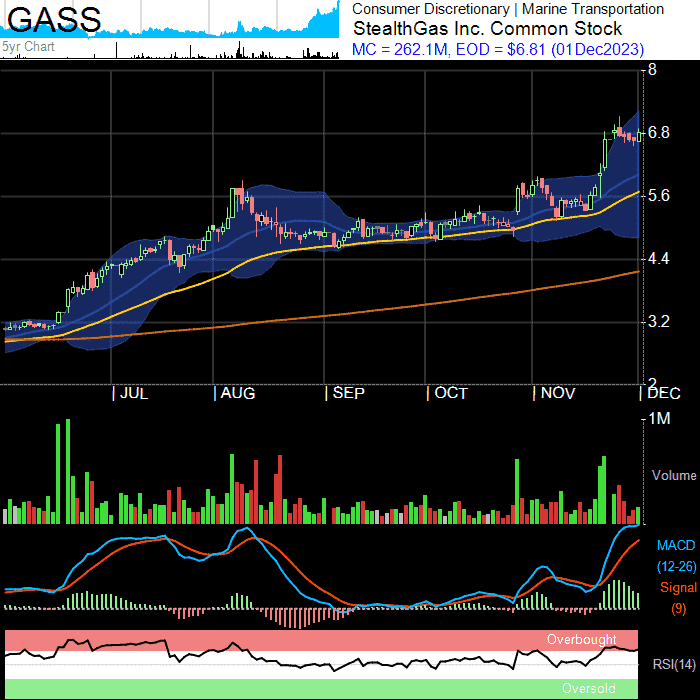 GASS
5yr Chart
Consumer Discretionary | Marine Transportation
StealthGas Inc. Common Stock
MC = 262.1M, EOD = $6.81 (01Dec2023)
8
6.8
5.6
4.4
3.2
2
JUL AUG SEP OCT NOV DEC
1M
Volume
MACD
(12-26)
Signal
(9)
Overbought
RSI(14)
Oversold